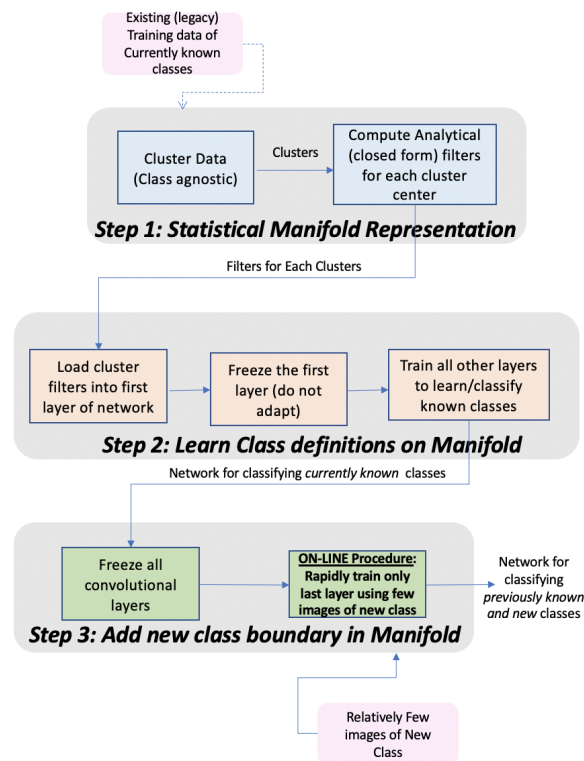 Existing (legacy)
Training data of
Currently known
classes
Cluster Data
(Class agnostic)
Clusters
Compute Analytical
(closed form) filters
for each cluster
center
Step 1: Statistical Manifold Representation
Filters for Each Clusters
Load cluster
filters into first
layer of network
Freeze the first
layer (do not
adapt)
Train all other layers
to learn/classify
known classes
Step 2: Learn Class definitions on Manifold
Network for classifying currently known classes
Freeze all
convolutional
layers
ON-LINE Procedure:
Rapidly train only
last layer using few
images of new class
Network for
classifying
previously known
and new classes
Step 3: Add new class boundary in Manifold
Relatively Few
images of New
Class